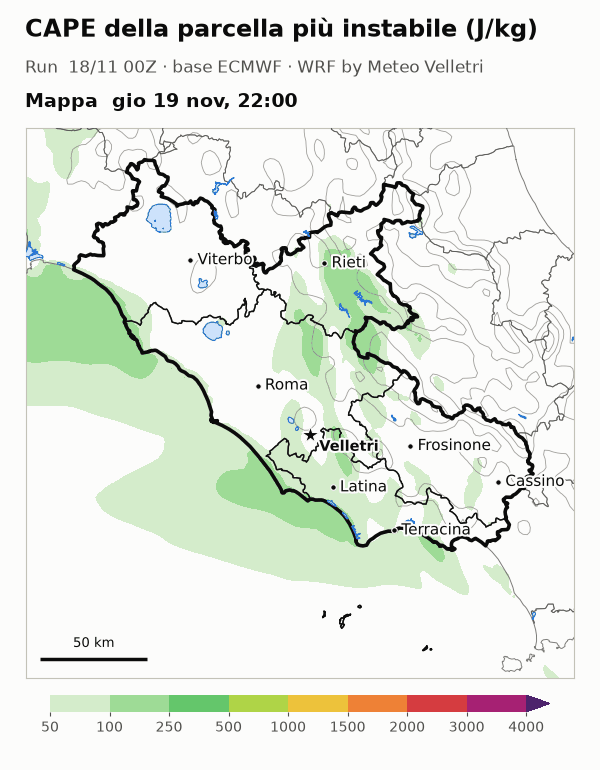 CAPE della parcella più instabile (J/kg)
Run  18/11 00Z · base ECMWF · WRF by Meteo Velletri
Mappa  gio 19 nov, 22:00
Viterbo
Rieti
Roma
Velletri
Frosinone
Latina
Cassino
Terracina
50 km
50 100 250 500 1000 1500 2000 3000 4000